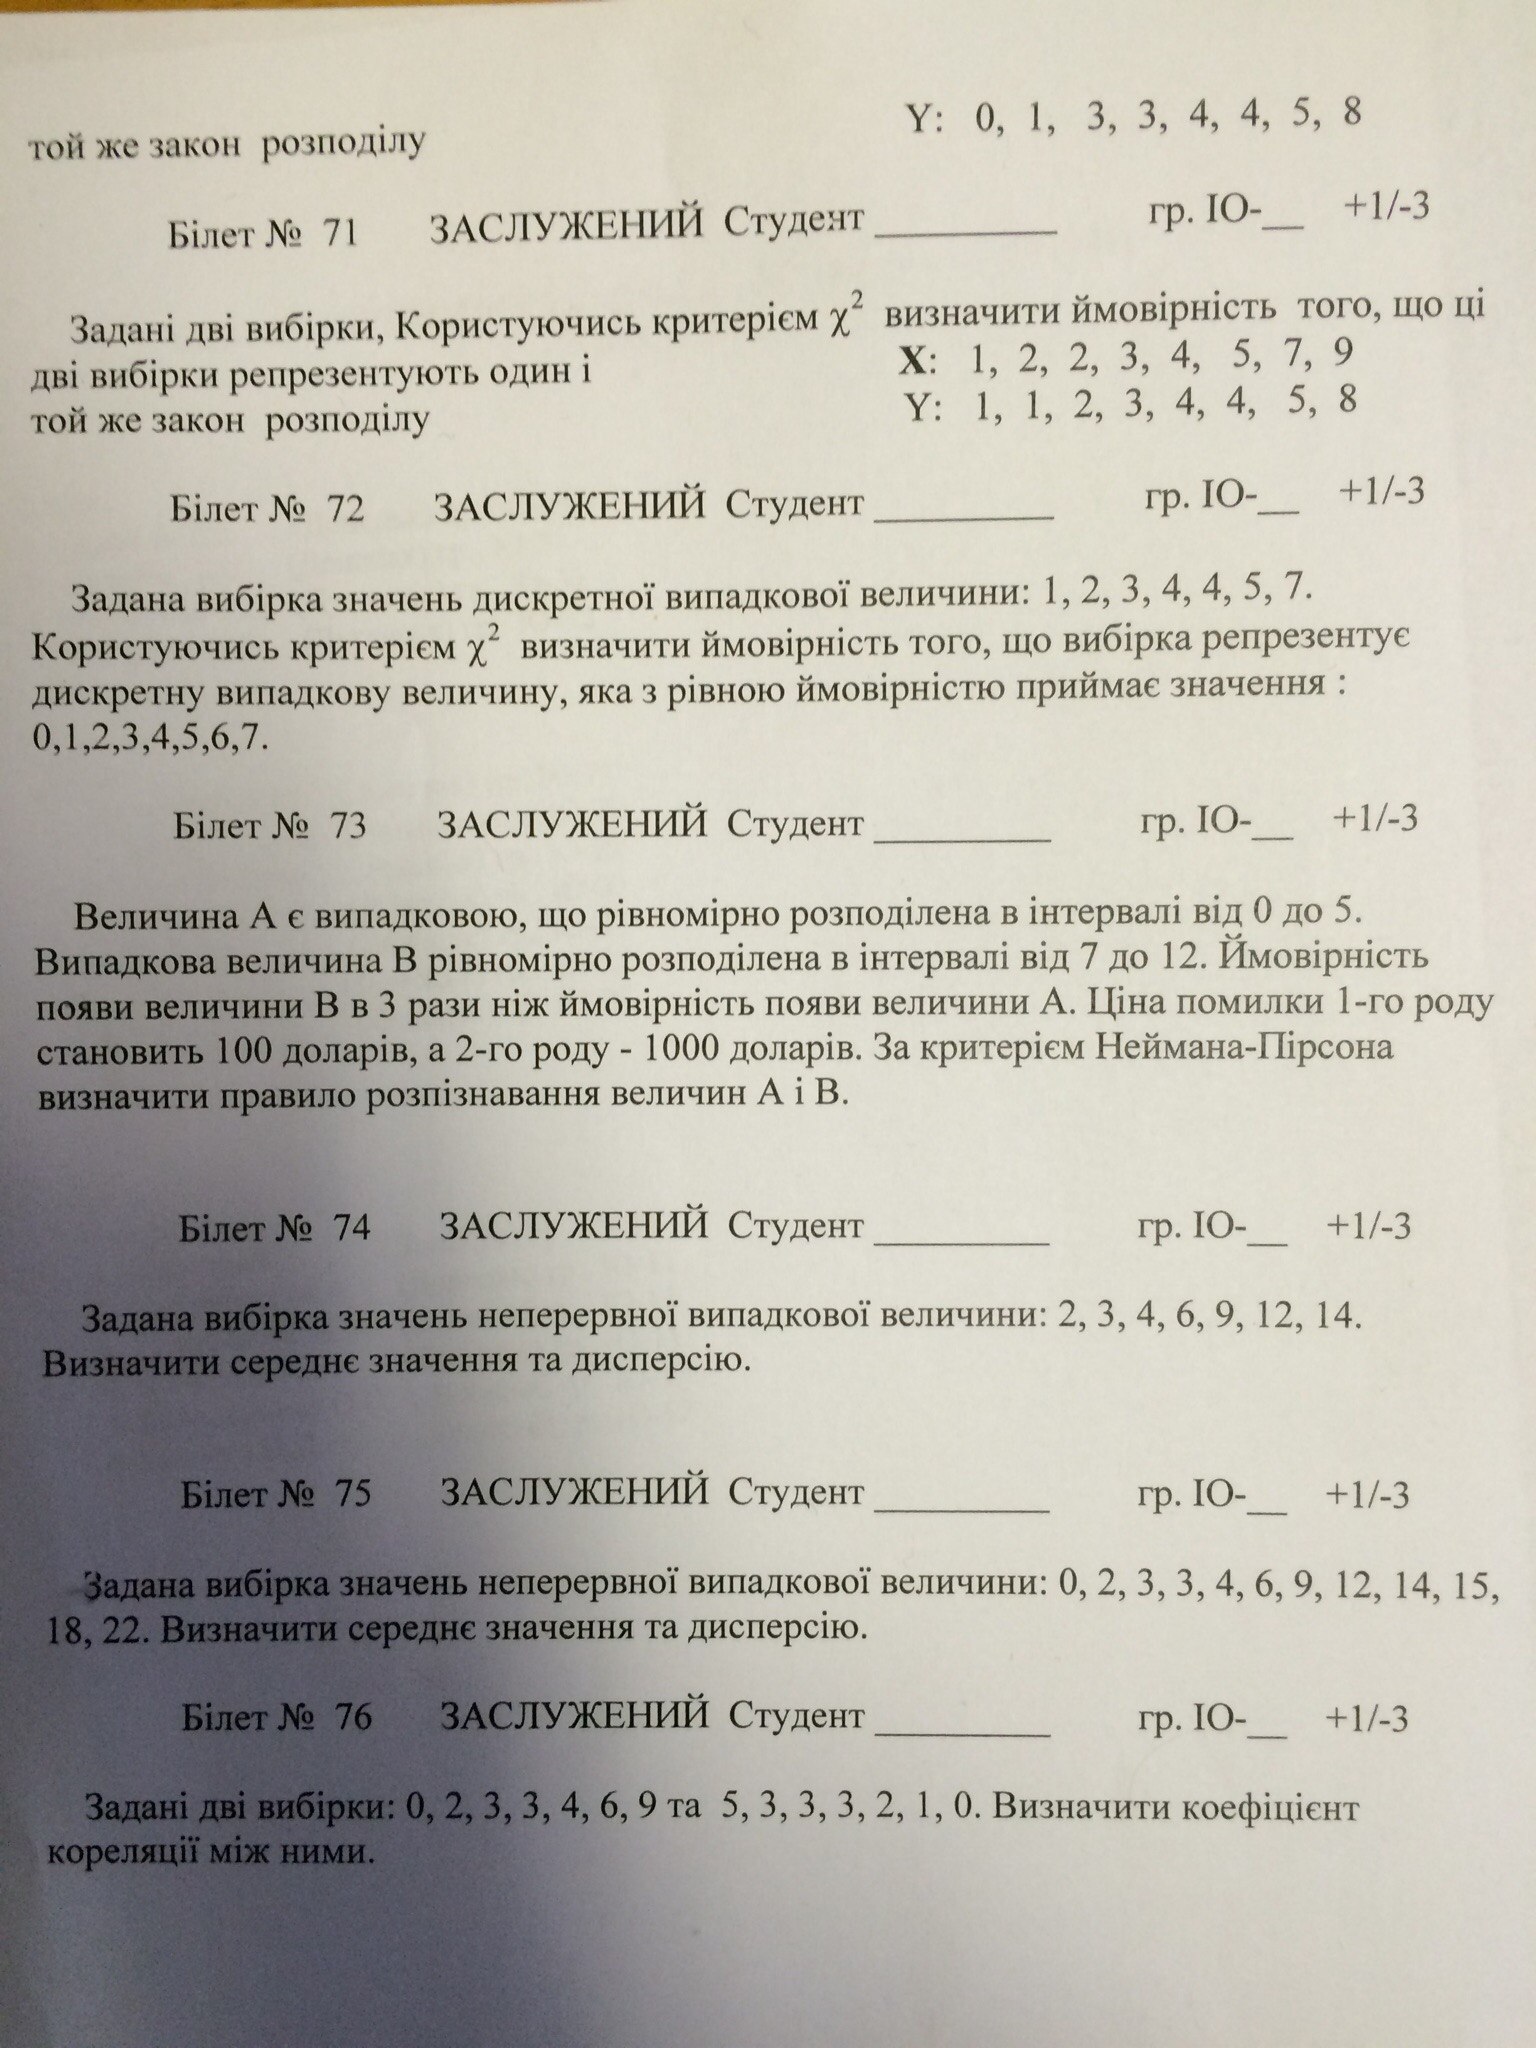 Y: 0, 1, 3, 3, 4, 4, 5, 8
той же закон розподілу
Білет № 71 ЗАСЛУЖЕНИЙ Студент _________ гр. ІО-__ +1/-3
Задані дві вибірки, Користуючись критерієм χ² визначити ймовірність того, що ці
дві вибірки репрезентують один і X: 1, 2, 2, 3, 4, 5, 7, 9
той же закон розподілу Y: 1, 1, 2, 3, 4, 4, 5, 8
Білет № 72 ЗАСЛУЖЕНИЙ Студент _________ гр. ІО-__ +1/-3
Задана вибірка значень дискретної випадкової величини: 1, 2, 3, 4, 4, 5, 7.
Користуючись критерієм χ² визначити ймовірність того, що вибірка репрезентує
дискретну випадкову величину, яка з рівною ймовірністю приймає значення :
0,1,2,3,4,5,6,7.
Білет № 73 ЗАСЛУЖЕНИЙ Студент _________ гр. ІО-__ +1/-3
Величина А є випадковою, що рівномірно розподілена в інтервалі від 0 до 5.
Випадкова величина В рівномірно розподілена в інтервалі від 7 до 12. Ймовірність
появи величини В в 3 рази ніж ймовірність появи величини А. Ціна помилки 1-го роду
становить 100 доларів, а 2-го роду - 1000 доларів. За критерієм Неймана-Пірсона
визначити правило розпізнавання величин А і В.
Білет № 74 ЗАСЛУЖЕНИЙ Студент _________ гр. ІО-__ +1/-3
Задана вибірка значень неперервної випадкової величини: 2, 3, 4, 6, 9, 12, 14.
Визначити середнє значення та дисперсію.
Білет № 75 ЗАСЛУЖЕНИЙ Студент _________ гр. ІО-__ +1/-3
Задана вибірка значень неперервної випадкової величини: 0, 2, 3, 3, 4, 6, 9, 12, 14, 15,
18, 22. Визначити середнє значення та дисперсію.
Білет № 76 ЗАСЛУЖЕНИЙ Студент _________ гр. ІО-__ +1/-3
Задані дві вибірки: 0, 2, 3, 3, 4, 6, 9 та 5, 3, 3, 3, 2, 1, 0. Визначити коефіцієнт
кореляції між ними.